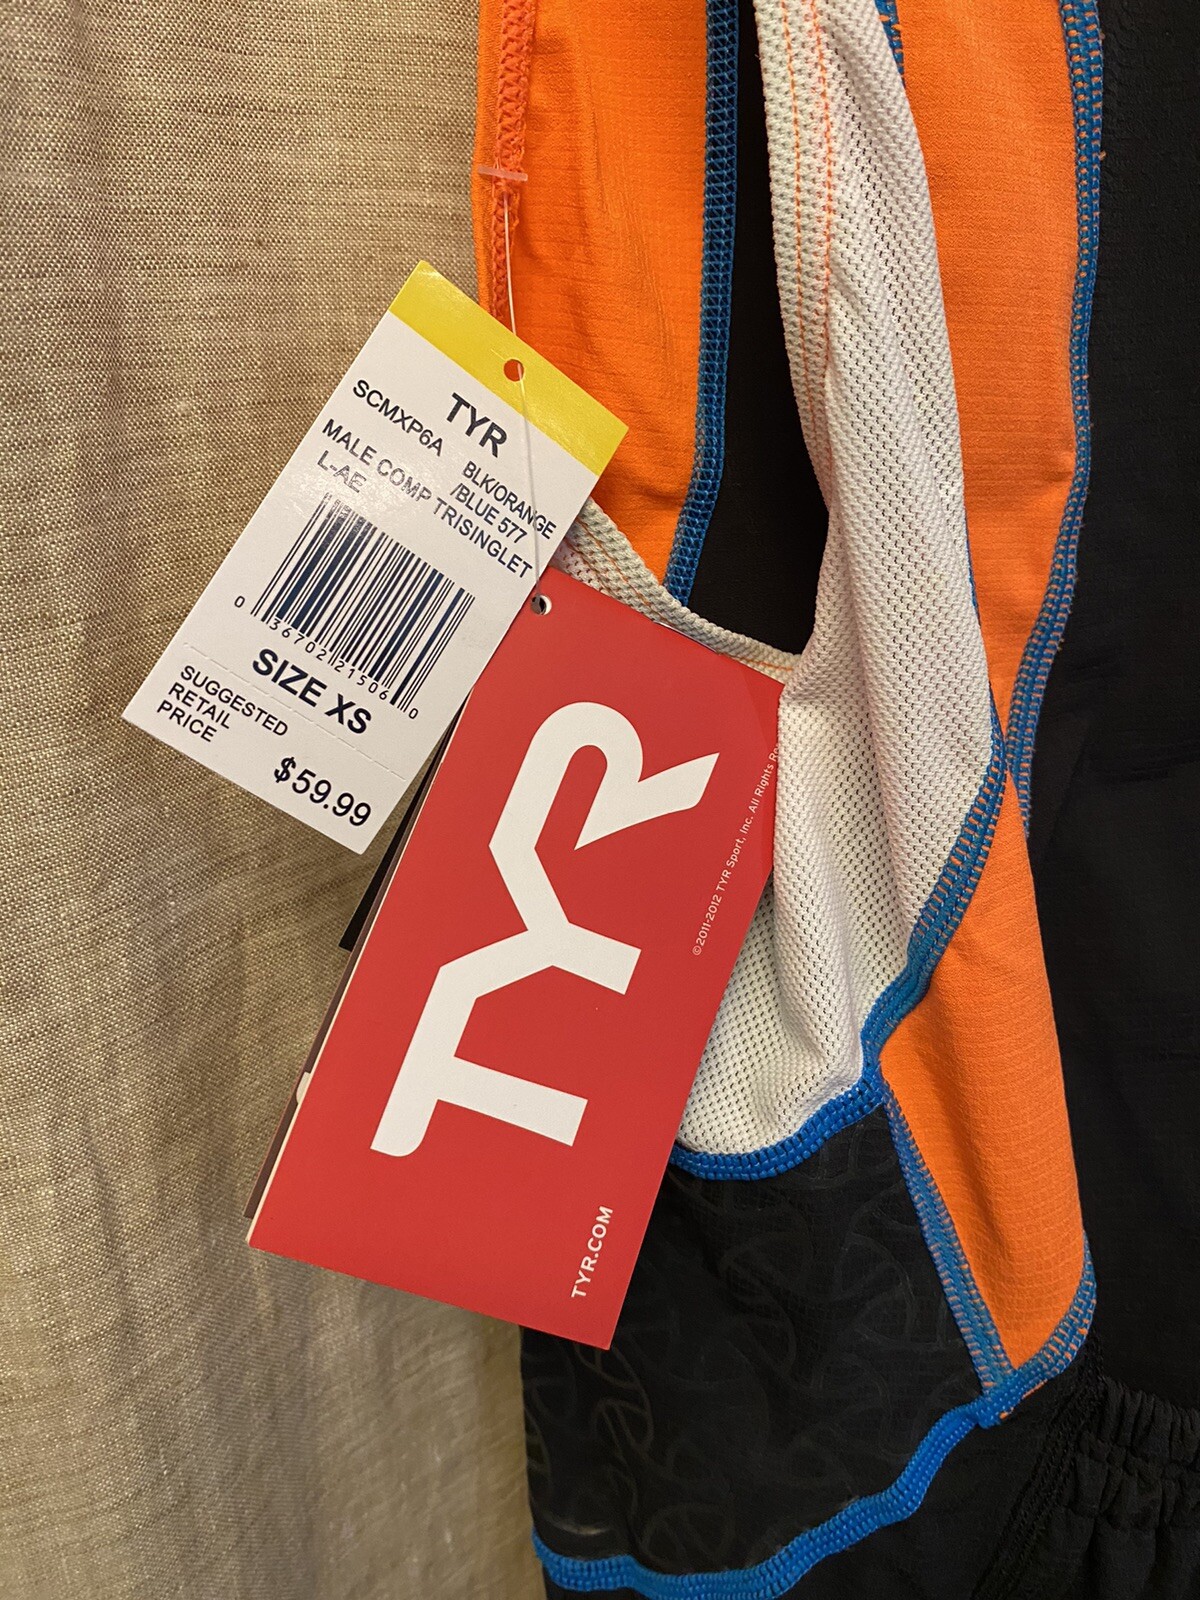 TYR
SCMXP6A BLK/ORANGE
/BLUE 577
MALE COMP TRISINGLET
L-AE
0 36702 21506 0
SIZE XS
SUGGESTED
RETAIL
PRICE
$59.99
TYR
©2011-2012 TYR Sport, Inc. All Rights
TYR.COM